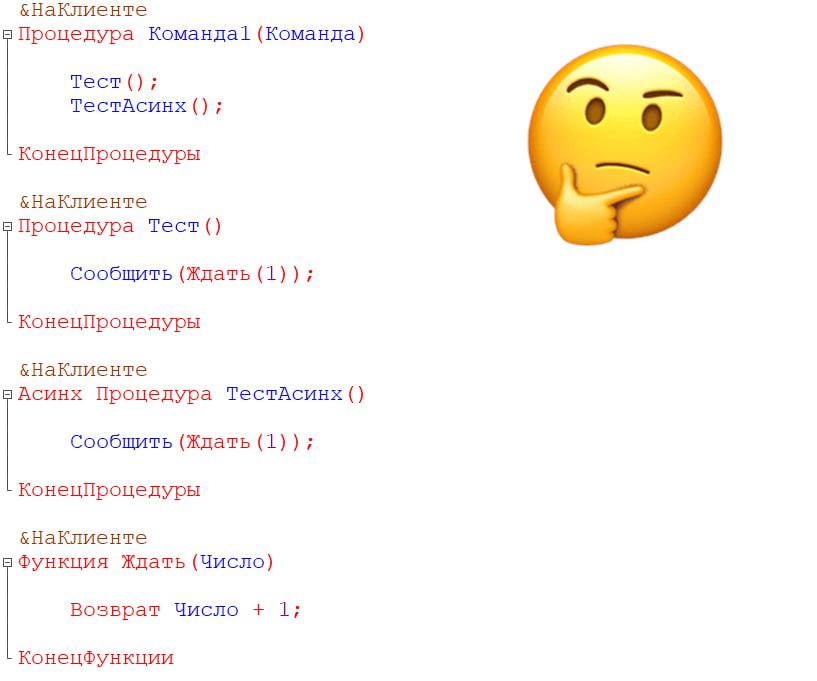 &НаКлиенте
Процедура Команда1(Команда)
Тест();
ТестАсинх();
КонецПроцедуры
&НаКлиенте
Процедура Тест()
Сообщить(Ждать(1));
КонецПроцедуры
&НаКлиенте
Асинх Процедура ТестАсинх()
Сообщить(Ждать(1));
КонецПроцедуры
&НаКлиенте
Функция Ждать(Число)
Возврат Число + 1;
КонецФункции